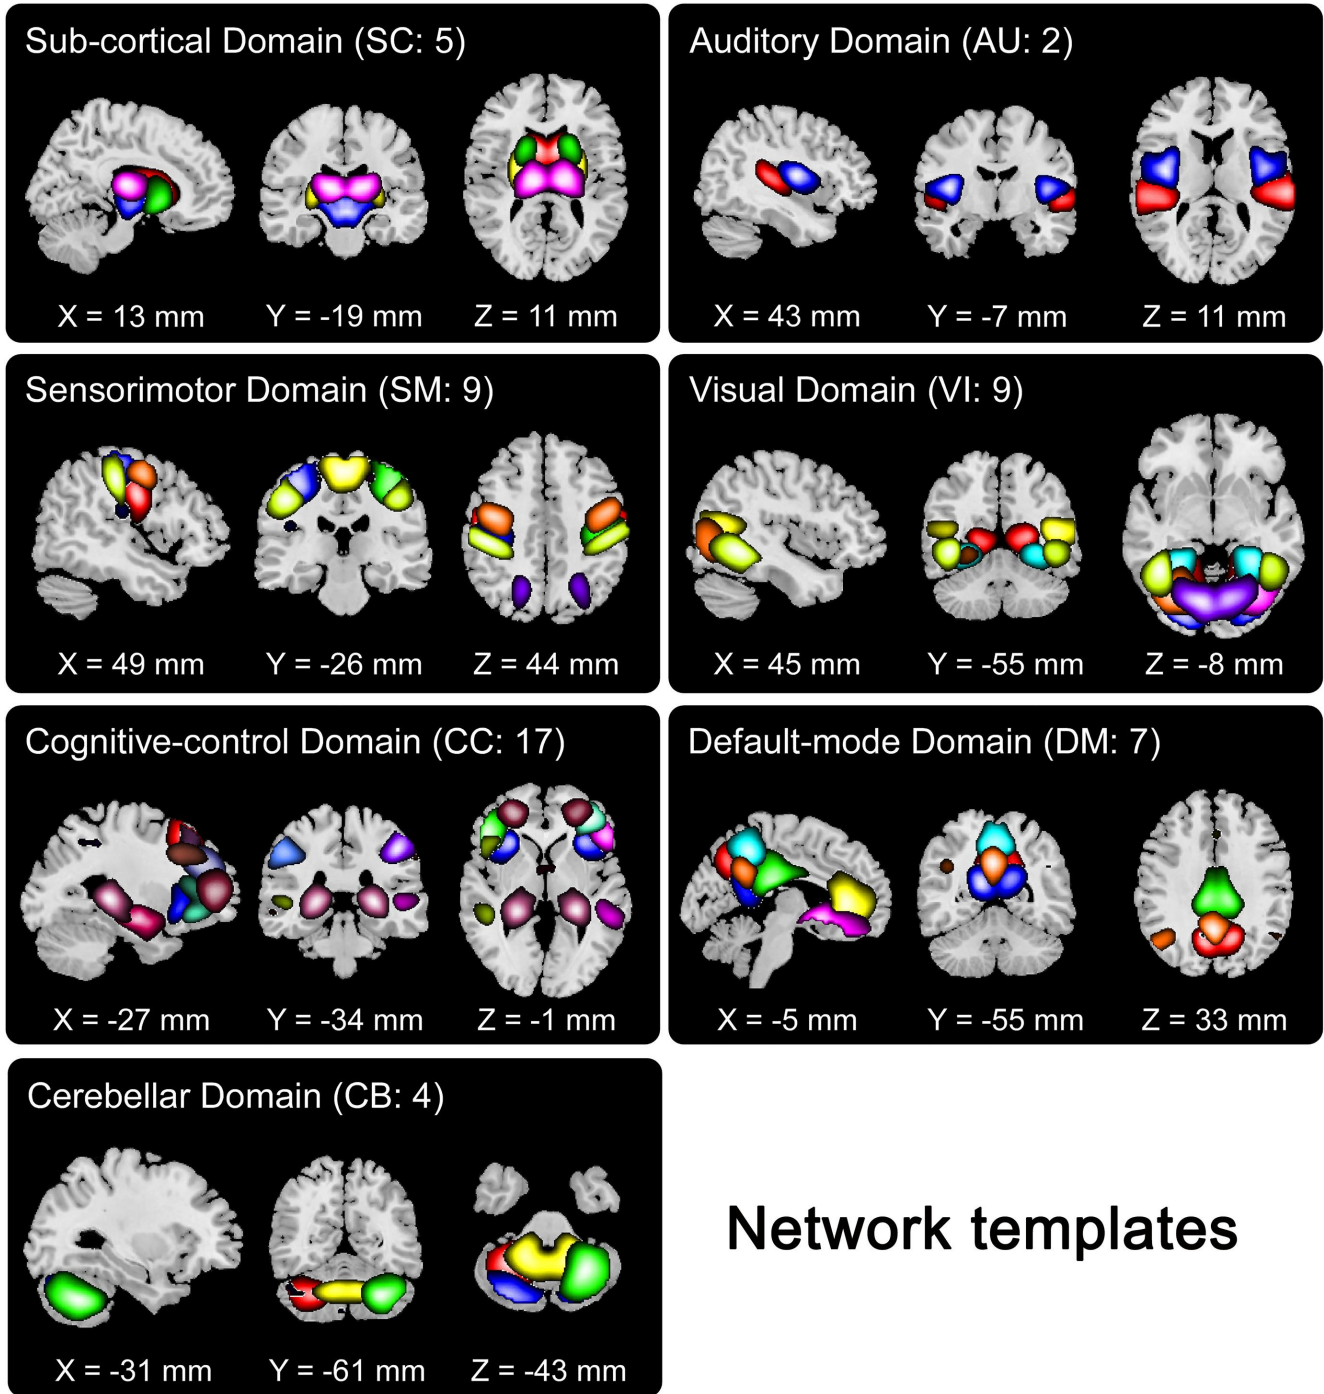 Sub-cortical Domain (SC: 5)
X = 13 mm Y = -19 mm Z = 11 mm
Auditory Domain (AU: 2)
X = 43 mm Y = -7 mm Z = 11 mm
Sensorimotor Domain (SM: 9)
X = 49 mm Y = -26 mm Z = 44 mm
Visual Domain (VI: 9)
X = 45 mm Y = -55 mm Z = -8 mm
Cognitive-control Domain (CC: 17)
X = -27 mm Y = -34 mm Z = -1 mm
Default-mode Domain (DM: 7)
X = -5 mm Y = -55 mm Z = 33 mm
Cerebellar Domain (CB: 4)
X = -31 mm Y = -61 mm Z = -43 mm
Network templates